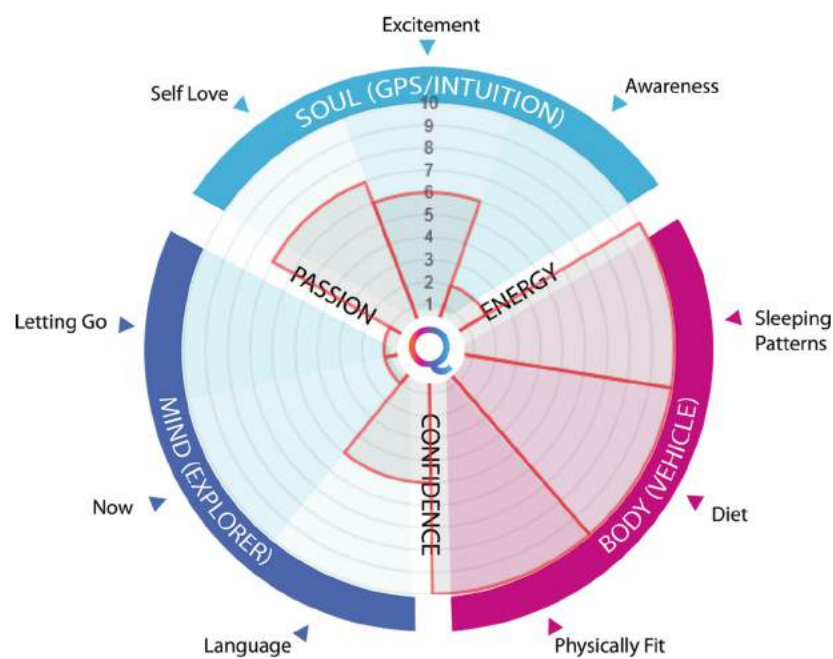 Excitement
Self Love
Awareness
SOUL (GPS/INTUITION)
10
9
8
7
6
5
4
3
2
1
PASSION
ENERGY
Letting Go
Sleeping
Patterns
Q
CONFIDENCE
MIND (EXPLORER)
BODY (VEHICLE)
Now
Diet
Language
Physically Fit